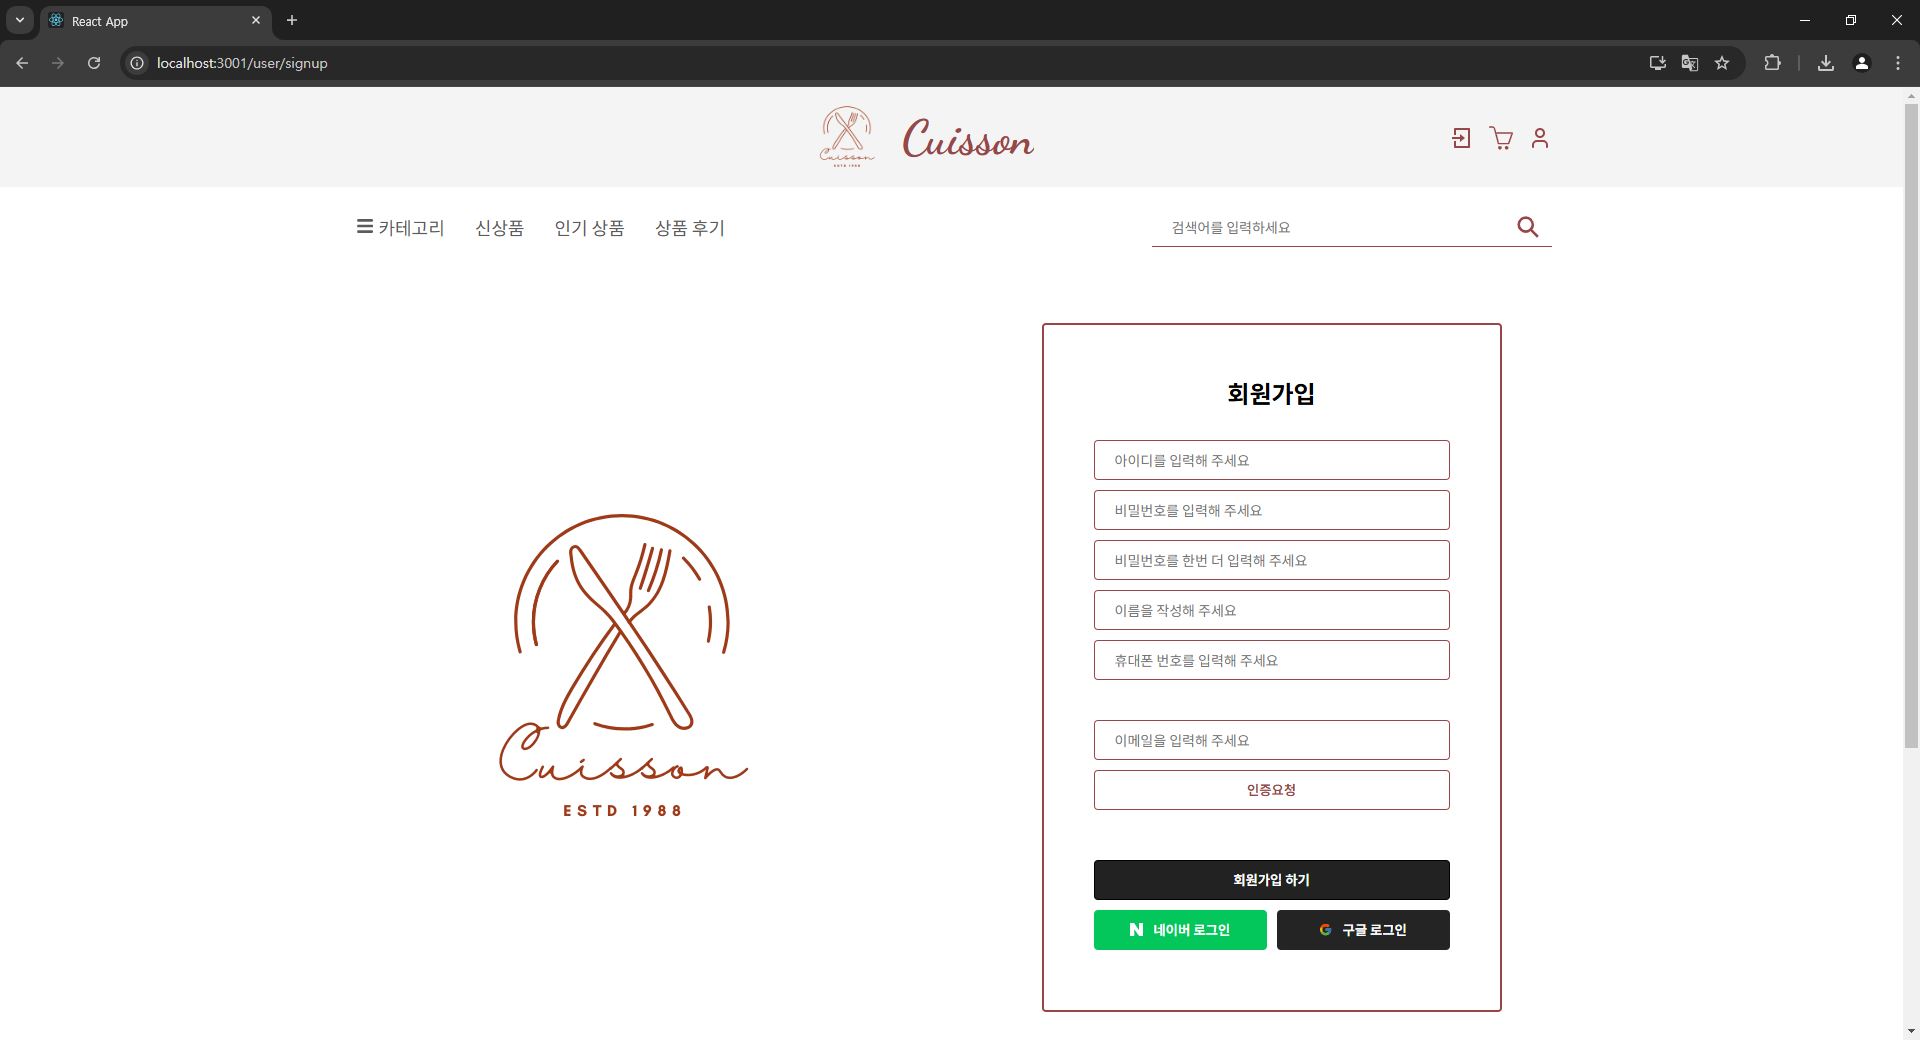 React App
localhost:3001/user/signup
Cuisson
ESTD 1988
Cuisson
카테고리 신상품 인기 상품 상품 후기
검색어를 입력하세요
회원가입
아이디를 입력해 주세요
비밀번호를 입력해 주세요
비밀번호를 한번 더 입력해 주세요
이름을 작성해 주세요
휴대폰 번호를 입력해 주세요
이메일을 입력해 주세요
인증요청
회원가입 하기
N 네이버 로그인
G 구글 로그인
Cuisson
ESTD 1988